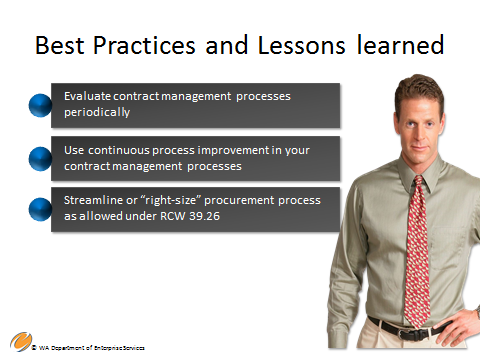 Best Practices and Lessons learned
Evaluate contract management processes
periodically
Use continuous process improvement in your
contract management processes
Streamline or “right-size” procurement process
as allowed under RCW 39.26
© WA Department of Enterprise Services